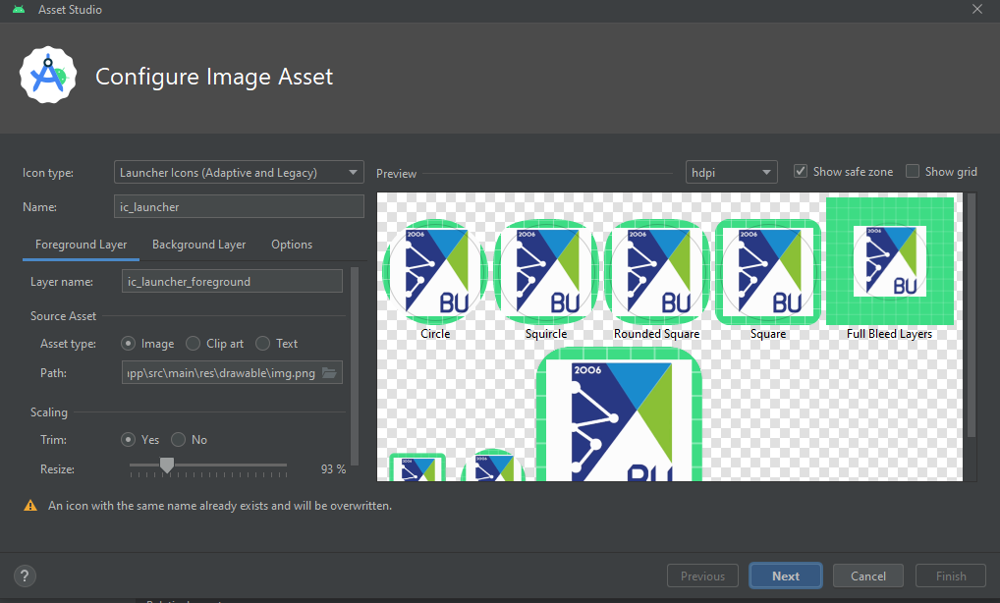 Asset Studio
Configure Image Asset
Icon type:
Launcher Icons (Adaptive and Legacy)
Name:
ic_launcher
Foreground Layer
Background Layer
Options
Layer name:
ic_launcher_foreground
Source Asset
Asset type:
Image
Clip art
Text
Path:
ıpp\src\main\res\drawable\img.png
Scaling
Trim:
Yes
No
Resize:
93 %
Preview
hdpi
Show safe zone
Show grid
2006
BU
2006
BU
2006
BU
2006
BU
2006
BU
Circle
Squircle
Rounded Square
Square
Full Bleed Layers
2006
2006
2006
BU
An icon with the same name already exists and will be overwritten.
?
Previous
Next
Cancel
Finish